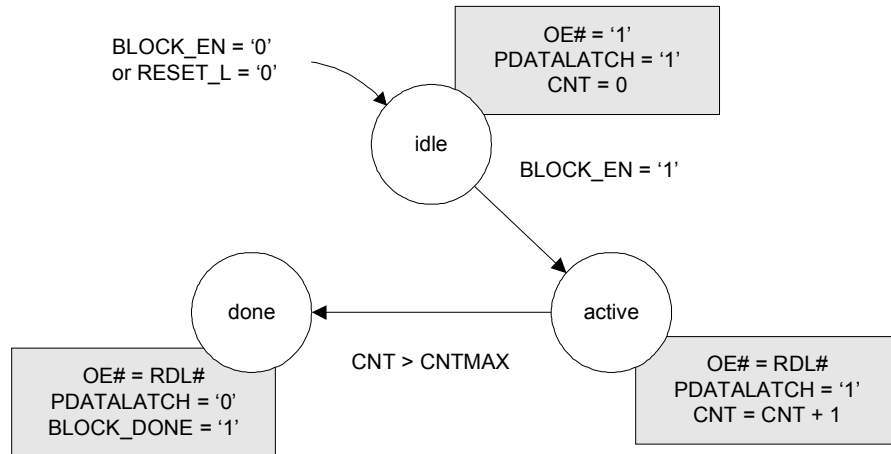 BLOCK_EN = ‘0’
or RESET_L = ‘0’
OE# = ‘1’
PDATALATCH = ‘1’
CNT = 0
idle
BLOCK_EN = ‘1’
done
active
CNT > CNTMAX
OE# = RDL#
PDATALATCH = ‘0’
BLOCK_DONE = ‘1’
OE# = RDL#
PDATALATCH = ‘1’
CNT = CNT + 1